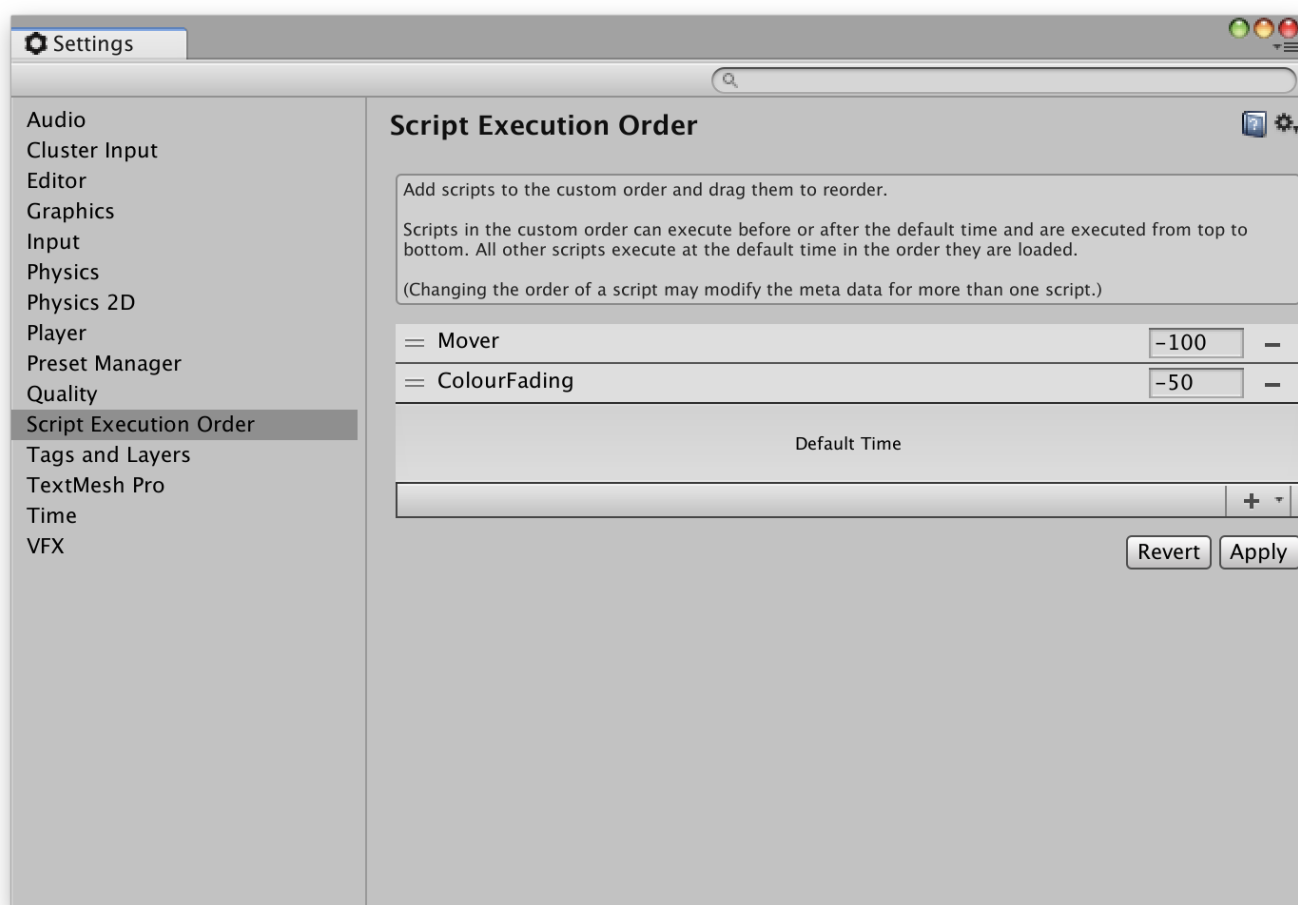 Settings
Audio
Cluster Input
Editor
Graphics
Input
Physics
Physics 2D
Player
Preset Manager
Quality
Script Execution Order
Tags and Layers
TextMesh Pro
Time
VFX
Script Execution Order
Add scripts to the custom order and drag them to reorder.
Scripts in the custom order can execute before or after the default time and are executed from top to
bottom. All other scripts execute at the default time in the order they are loaded.
(Changing the order of a script may modify the meta data for more than one script.)
Mover -100
ColourFading -50
Default Time
Revert Apply